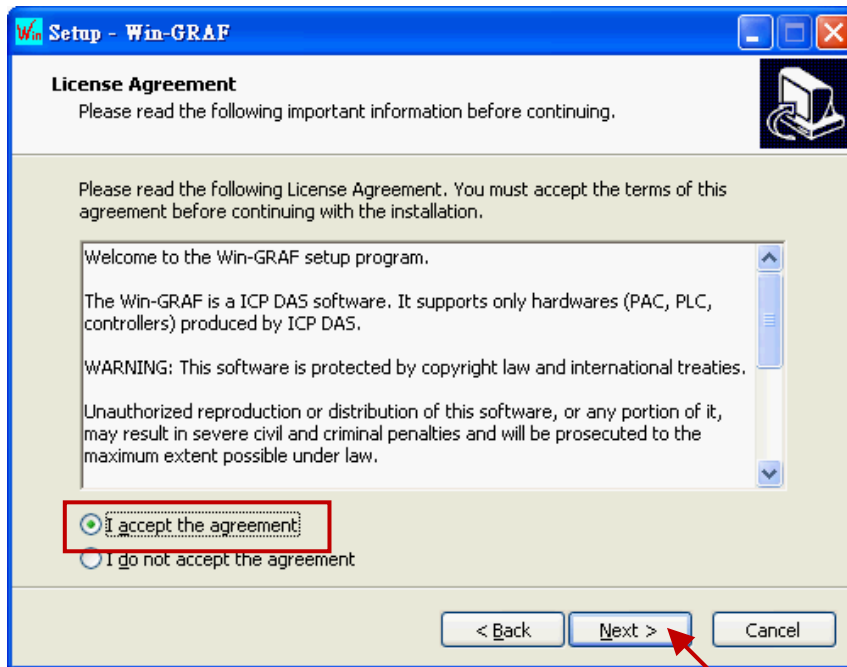 Win Setup - Win-GRAF
License Agreement
Please read the following important information before continuing.
Please read the following License Agreement. You must accept the terms of this
agreement before continuing with the installation.
Welcome to the Win-GRAF setup program.
The Win-GRAF is a ICP DAS software. It supports only hardwares (PAC, PLC,
controllers) produced by ICP DAS.
WARNING: This software is protected by copyright law and international treaties.
Unauthorized reproduction or distribution of this software, or any portion of it,
may result in severe civil and criminal penalties and will be prosecuted to the
maximum extent possible under law.
I accept the agreement
I do not accept the agreement
< Back Next > Cancel